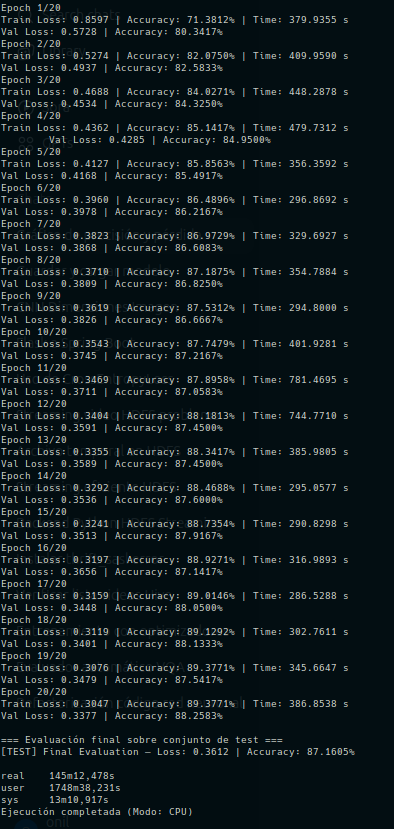 Epoch 1/20
Train Loss: 0.8597 | Accuracy: 71.3812% | Time: 379.9355 s
Val Loss: 0.5728 | Accuracy: 80.3417%
Epoch 2/20
Train Loss: 0.5274 | Accuracy: 82.0750% | Time: 409.9590 s
Val Loss: 0.4937 | Accuracy: 82.5833%
Epoch 3/20
Train Loss: 0.4688 | Accuracy: 84.0271% | Time: 448.2878 s
Val Loss: 0.4534 | Accuracy: 84.3250%
Epoch 4/20
Train Loss: 0.4362 | Accuracy: 85.1417% | Time: 479.7312 s
Val Loss: 0.4285 | Accuracy: 84.9500%
Epoch 5/20
Train Loss: 0.4127 | Accuracy: 85.8563% | Time: 356.3592 s
Val Loss: 0.4168 | Accuracy: 85.4917%
Epoch 6/20
Train Loss: 0.3960 | Accuracy: 86.4896% | Time: 296.8692 s
Val Loss: 0.3978 | Accuracy: 86.2167%
Epoch 7/20
Train Loss: 0.3823 | Accuracy: 86.9729% | Time: 329.6927 s
Val Loss: 0.3868 | Accuracy: 86.6083%
Epoch 8/20
Train Loss: 0.3710 | Accuracy: 87.1875% | Time: 354.7884 s
Val Loss: 0.3809 | Accuracy: 86.8250%
Epoch 9/20
Train Loss: 0.3619 | Accuracy: 87.5312% | Time: 294.8000 s
Val Loss: 0.3826 | Accuracy: 86.6667%
Epoch 10/20
Train Loss: 0.3543 | Accuracy: 87.7479% | Time: 401.9281 s
Val Loss: 0.3745 | Accuracy: 87.2167%
Epoch 11/20
Train Loss: 0.3469 | Accuracy: 87.8958% | Time: 781.4695 s
Val Loss: 0.3711 | Accuracy: 87.0583%
Epoch 12/20
Train Loss: 0.3404 | Accuracy: 88.1813% | Time: 744.7710 s
Val Loss: 0.3591 | Accuracy: 87.4500%
Epoch 13/20
Train Loss: 0.3355 | Accuracy: 88.3417% | Time: 385.9805 s
Val Loss: 0.3589 | Accuracy: 87.4500%
Epoch 14/20
Train Loss: 0.3292 | Accuracy: 88.4688% | Time: 295.0577 s
Val Loss: 0.3536 | Accuracy: 87.6000%
Epoch 15/20
Train Loss: 0.3241 | Accuracy: 88.7354% | Time: 290.8298 s
Val Loss: 0.3513 | Accuracy: 87.9167%
Epoch 16/20
Train Loss: 0.3197 | Accuracy: 88.9271% | Time: 316.9893 s
Val Loss: 0.3656 | Accuracy: 87.1417%
Epoch 17/20
Train Loss: 0.3159 | Accuracy: 89.0146% | Time: 286.5288 s
Val Loss: 0.3448 | Accuracy: 88.0500%
Epoch 18/20
Train Loss: 0.3119 | Accuracy: 89.1292% | Time: 302.7611 s
Val Loss: 0.3401 | Accuracy: 88.1333%
Epoch 19/20
Train Loss: 0.3076 | Accuracy: 89.3771% | Time: 345.6647 s
Val Loss: 0.3479 | Accuracy: 87.5417%
Epoch 20/20
Train Loss: 0.3047 | Accuracy: 89.3771% | Time: 386.8538 s
Val Loss: 0.3377 | Accuracy: 88.2583%
=== Evaluación final sobre conjunto de test ===
[TEST] Final Evaluation — Loss: 0.3612 | Accuracy: 87.1605%
real 145m12,478s
user 1748m38,231s
sys 13m10,917s
Ejecución completada (Modo: CPU)